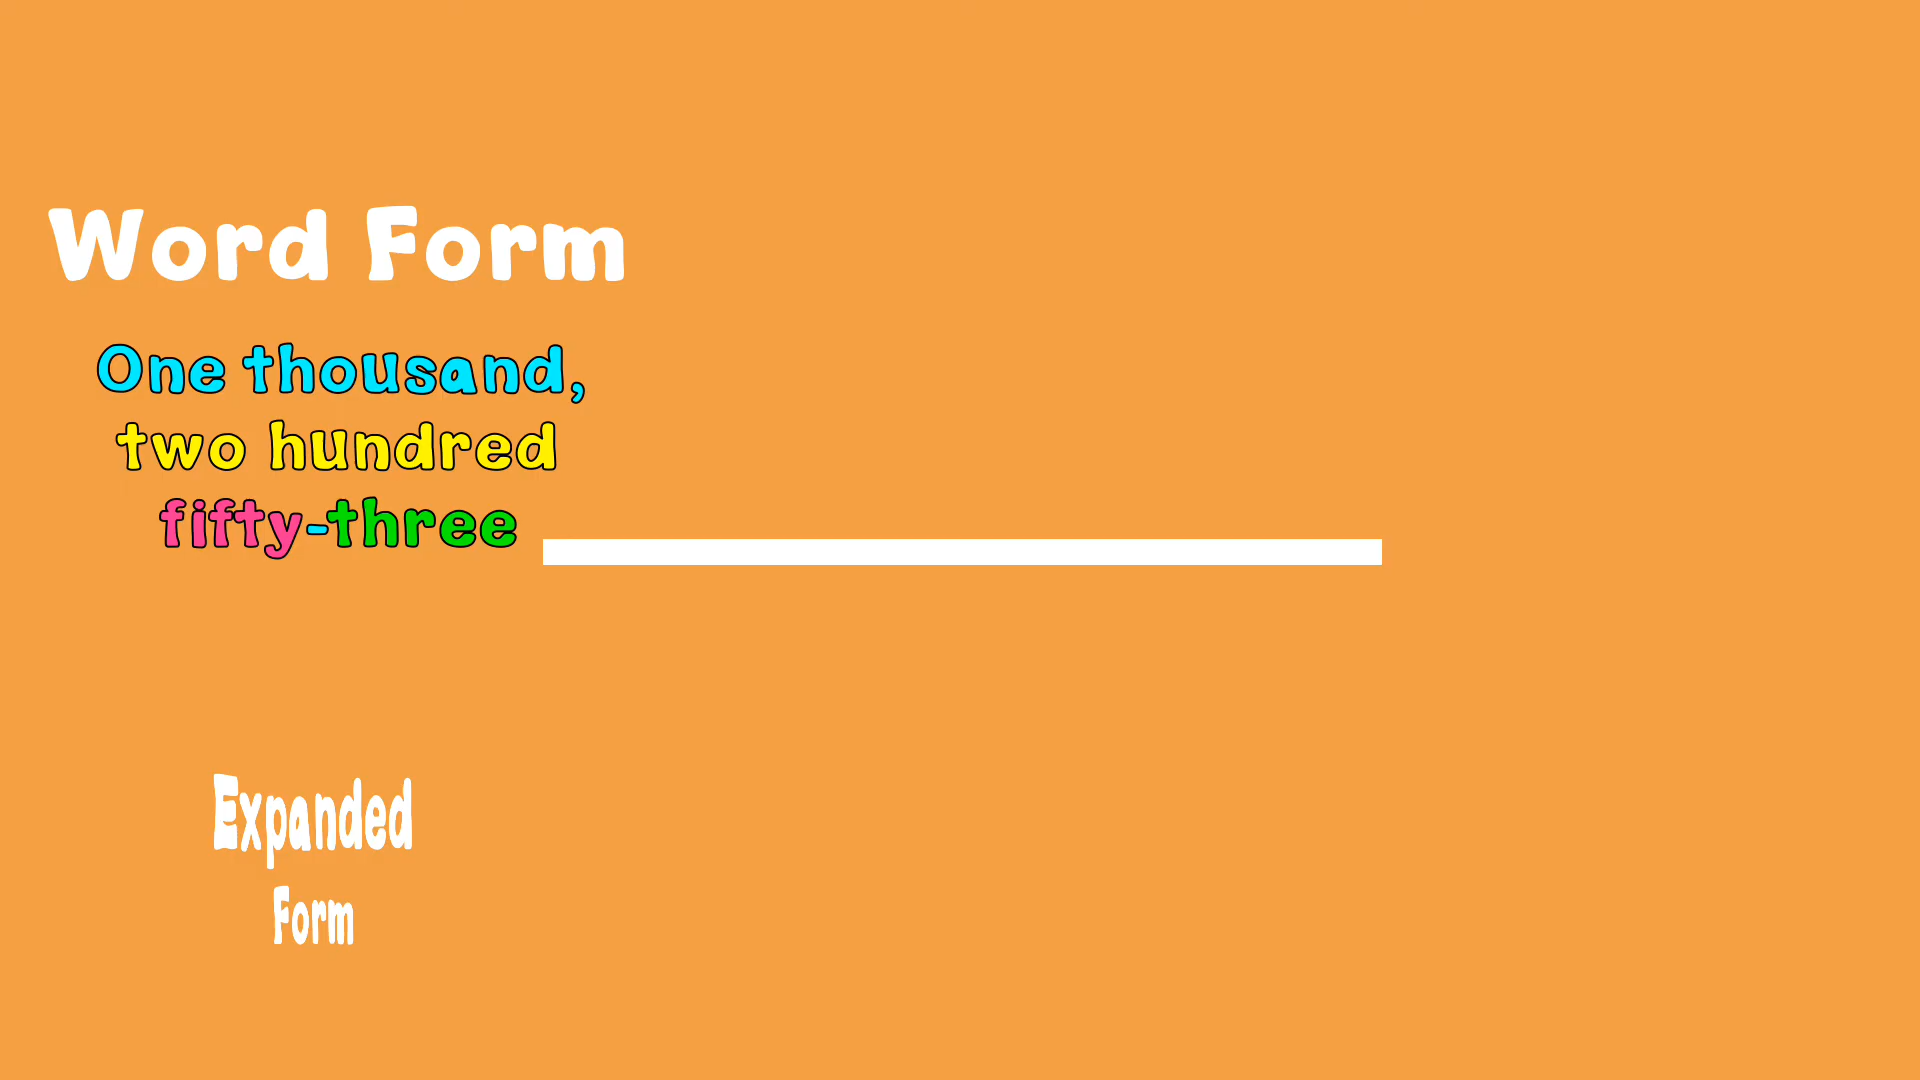 Word Form
One thousand,
two hundred
fifty-three
Expanded
Form